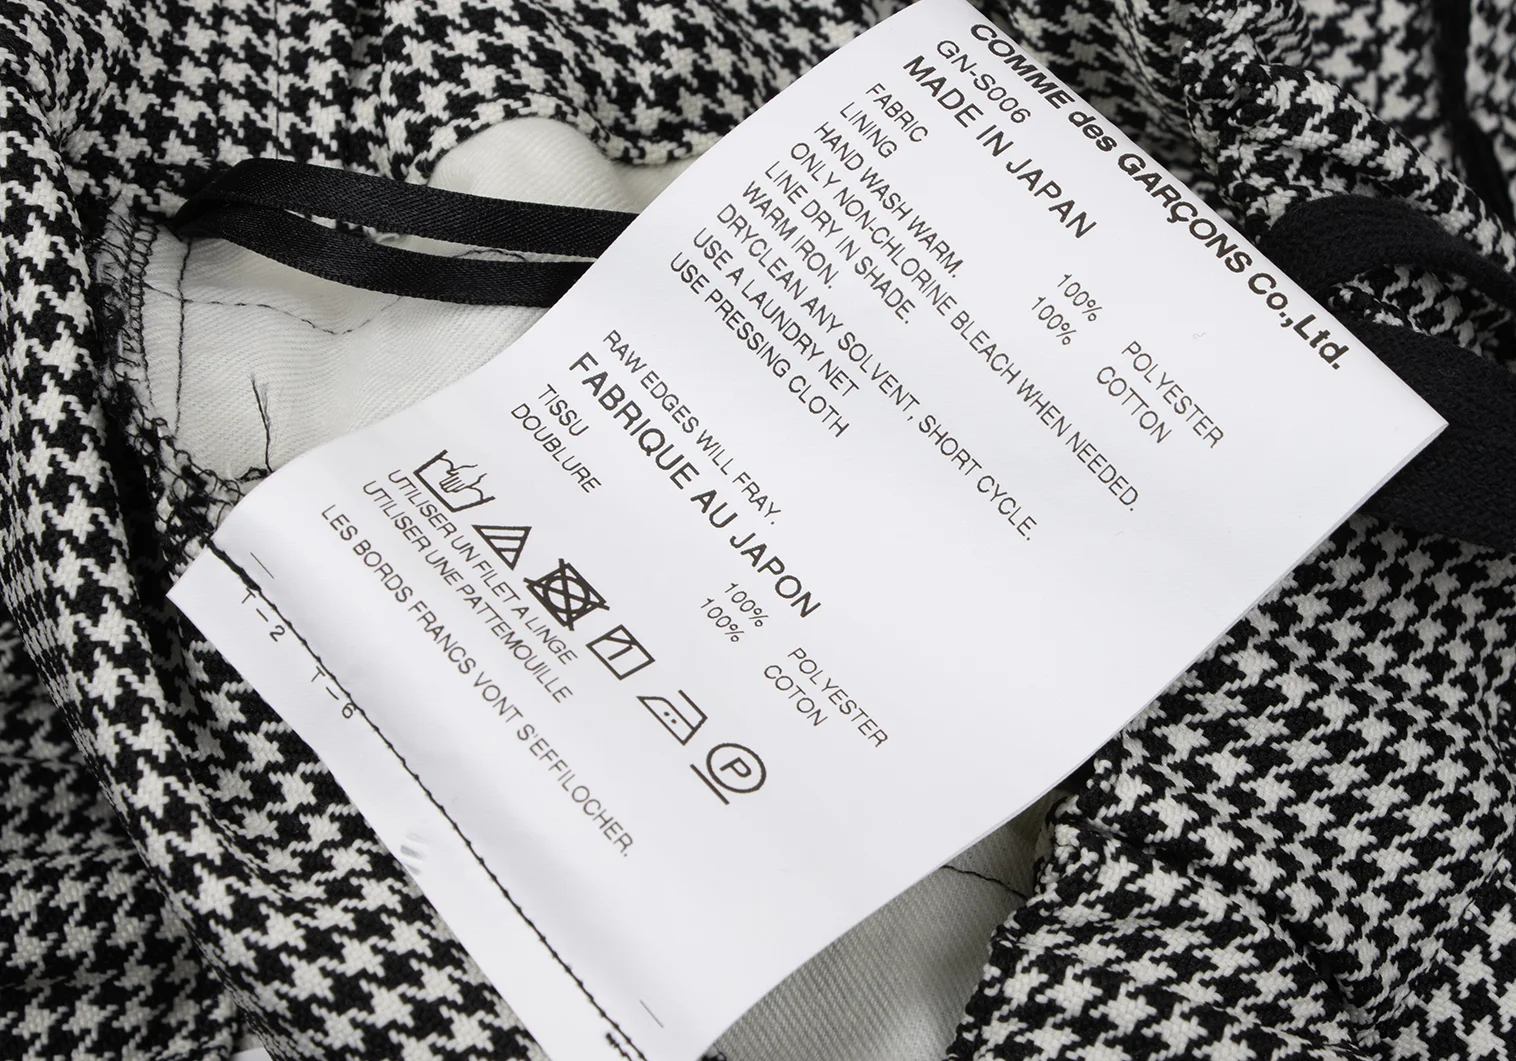 COMME des GARÇONS Co.,Ltd.
GN-S006
MADE IN JAPAN
FABRIC 100% POLYESTER
LINING 100% COTTON
HAND WASH WARM.
ONLY NON-CHLORINE BLEACH WHEN NEEDED.
LINE DRY IN SHADE.
WARM IRON.
DRYCLEAN ANY SOLVENT, SHORT CYCLE.
USE A LAUNDRY NET
USE PRESSING CLOTH
RAW EDGES WILL FRAY.
FABRIQUE AU JAPON
TISSU 100% POLYESTER
DOUBLURE 100% COTON
P
UTILISER UN FILET A LINGE
UTILISER UNE PATTEMOUILLE
LES BORDS FRANCS VONT S'EFFILOCHER.
T-2
T-6